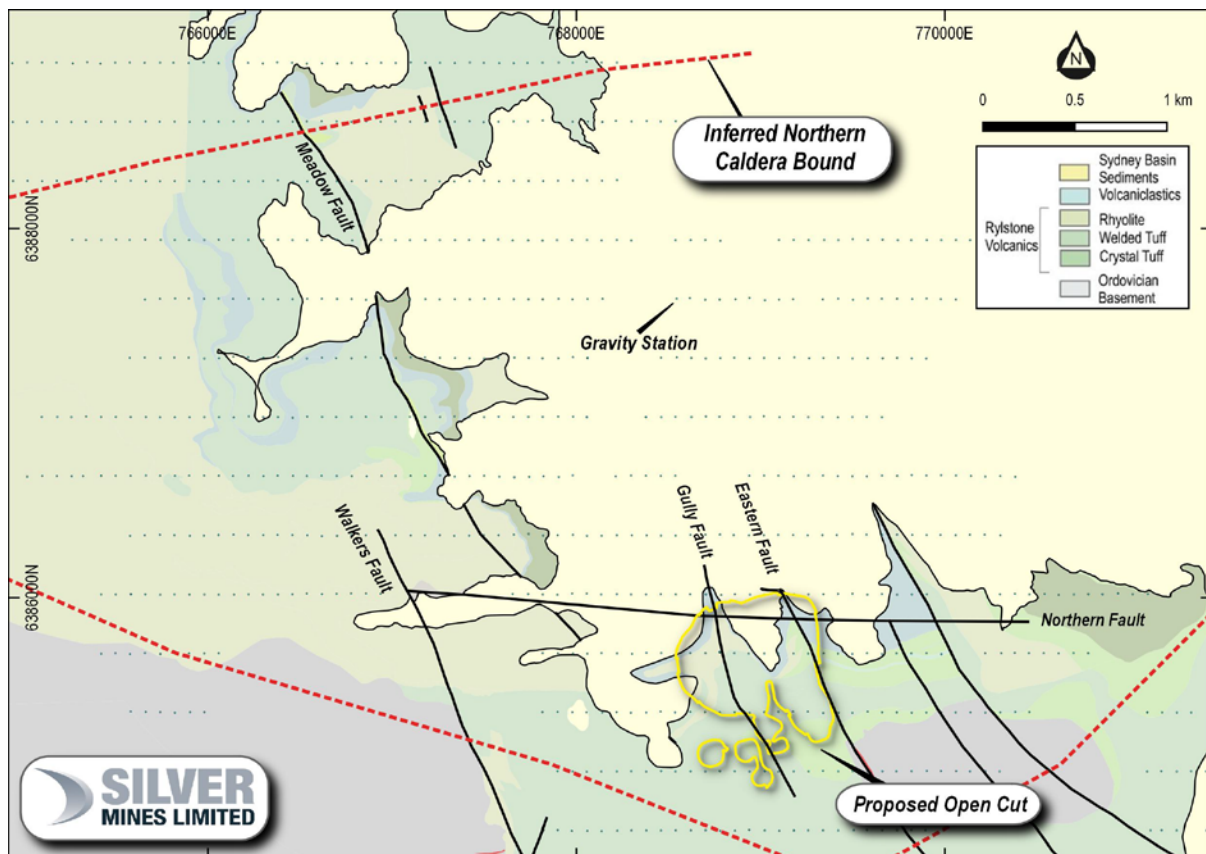 766000E
768000E
770000E
N
0
0.5
1 km
Inferred Northern
Caldera Bound
Meadow Fault
6388000N
Sydney Basin
Sediments
Volcaniclastics
Rylstone
Volcanics
Rhyolite
Welded Tuff
Crystal Tuff
Ordovician
Basement
Gravity Station
Walkers Fault
Gully Fault
Eastern Fault
6386000N
Northern Fault
Proposed Open Cut
SILVER
MINES LIMITED